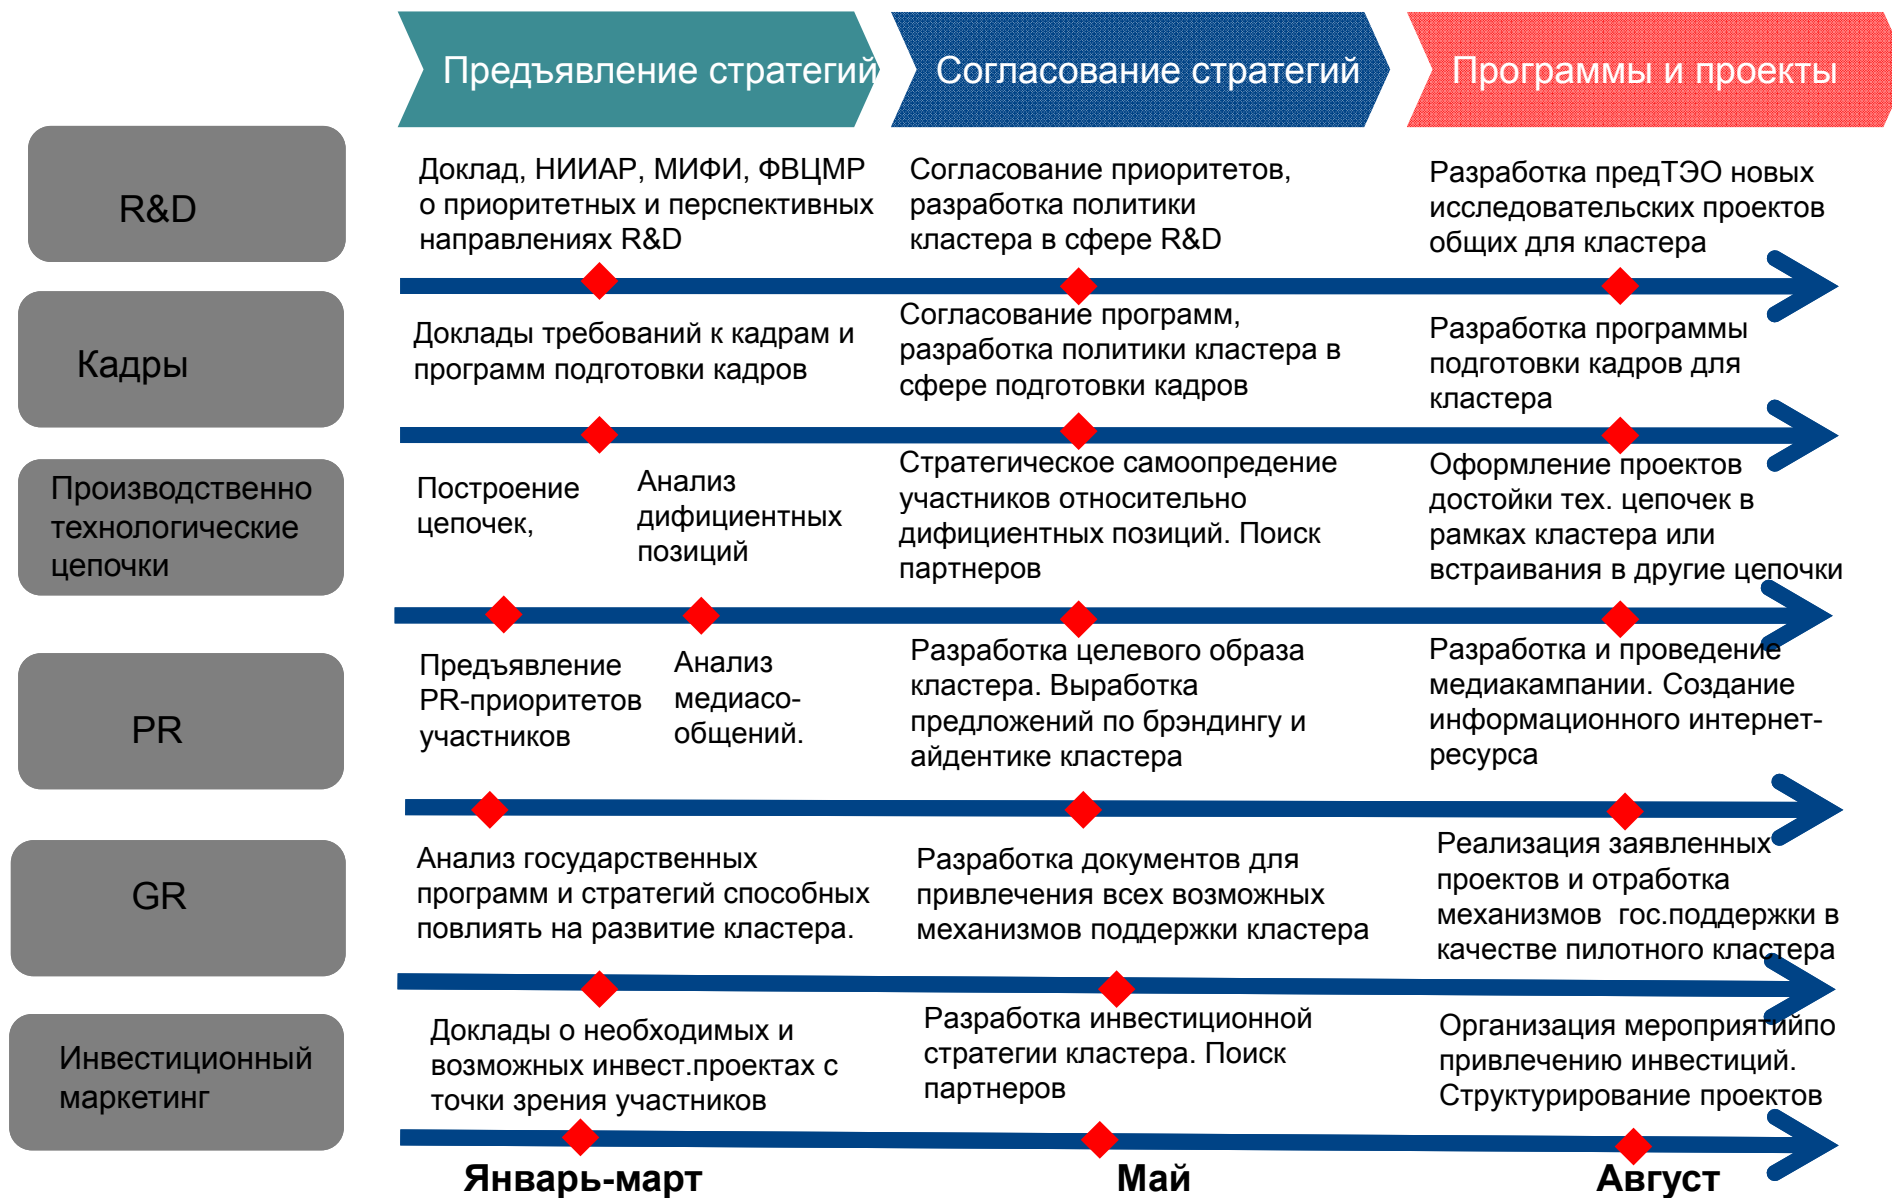 Предъявление стратегий
Согласование стратегий
Программы и проекты
R&D
Доклад, НИИАР, МИФИ, ФВЦМР
о приоритетных и перспективных
направлениях R&D
Согласование приоритетов,
разработка политики
кластера в сфере R&D
Разработка предТЭО новых
исследовательских проектов
общих для кластера
Кадры
Доклады требований к кадрам и
программ подготовки кадров
Согласование программ,
разработка политики кластера в
сфере подготовки кадров
Разработка программы
подготовки кадров для
кластера
Производственно
технологические
цепочки
Построение
цепочек,
Анализ
дифициентных
позиций
Стратегическое самоопредение
участников относительно
дифициентных позиций. Поиск
партнеров
Оформление проектов
достойки тех. цепочек в
рамках кластера или
встраивания в другие цепочки
PR
Предъявление
PR-приоритетов
участников
Анализ
медиасо-
общений.
Разработка целевого образа
кластера. Выработка
предложений по брэндингу и
айдентике кластера
Разработка и проведение
медиакампании. Создание
информационного интернет-
ресурса
GR
Анализ государственных
программ и стратегий способных
повлиять на развитие кластера.
Разработка документов для
привлечения всех возможных
механизмов поддержки кластера
Реализация заявленных
проектов и отработка
механизмов  гос.поддержки в
качестве пилотного кластера
Инвестиционный
маркетинг
Доклады о необходимых и
возможных инвест.проектах с
точки зрения участников
Разработка инвестиционной
стратегии кластера. Поиск
партнеров
Организация мероприятийпо
привлечению инвестиций.
Структурирование проектов
Январь-март
Май
Август